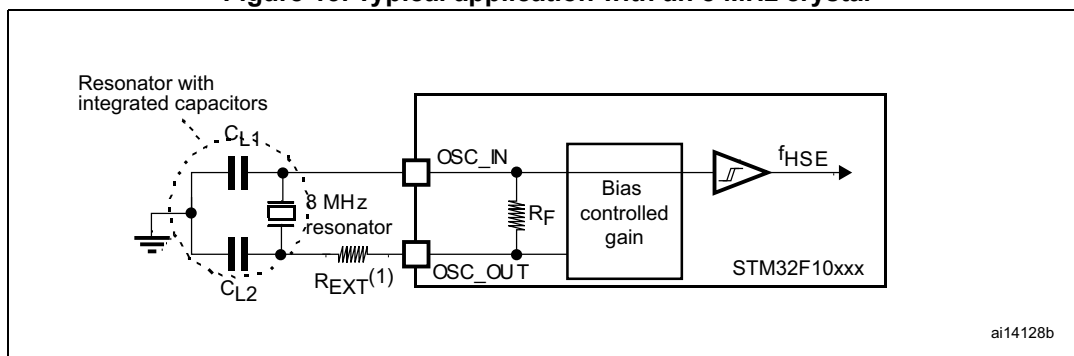 Figure 16. Typical application with an 8 MHz crystal
Resonator with
integrated capacitors
CL1
OSC_IN
fHSE
8 MHz
resonator
RF
Bias
controlled
gain
REXT(1)
OSC_OUT
STM32F10xxx
CL2
ai14128b